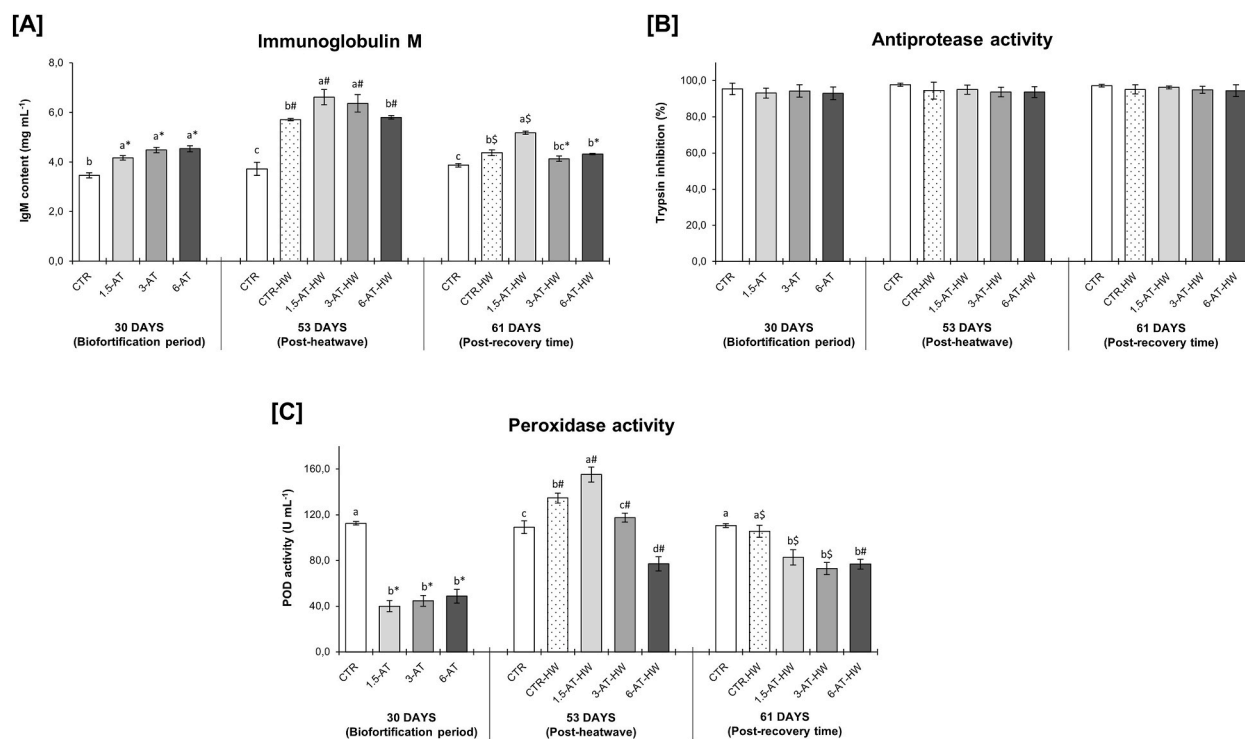 [A]
Immunoglobulin M
IgM content (mg mL⁻¹)
8,0
6,0
4,0
2,0
0,0
b
a*
a*
a*
c
b#
a#
a#
b#
c
b$
a$
bc*
b*
CTR
1.5-AT
3-AT
6-AT
CTR
CTR-HW
1.5-AT-HW
3-AT-HW
6-AT-HW
CTR
CTR-HW
1.5-AT-HW
3-AT-HW
6-AT-HW
30 DAYS
(Biofortification period)
53 DAYS
(Post-heatwave)
61 DAYS
(Post-recovery time)
[B]
Antiprotease activity
Trypsin inhibition (%)
100,0
80,0
60,0
40,0
20,0
0,0
CTR
1.5-AT
3-AT
6-AT
CTR
CTR-HW
1.5-AT-HW
3-AT-HW
6-AT-HW
CTR
CTR-HW
1.5-AT-HW
3-AT-HW
6-AT-HW
30 DAYS
(Biofortification period)
53 DAYS
(Post-heatwave)
61 DAYS
(Post-recovery time)
[C]
Peroxidase activity
POD activity (U mL⁻¹)
160,0
120,0
80,0
40,0
0,0
a
b*
b*
b*
c
b#
a#
c#
d#
a
a$
b$
b$
b#
CTR
1.5-AT
3-AT
6-AT
CTR
CTR-HW
1.5-AT-HW
3-AT-HW
6-AT-HW
CTR
CTR-HW
1.5-AT-HW
3-AT-HW
6-AT-HW
30 DAYS
(Biofortification period)
53 DAYS
(Post-heatwave)
61 DAYS
(Post-recovery time)